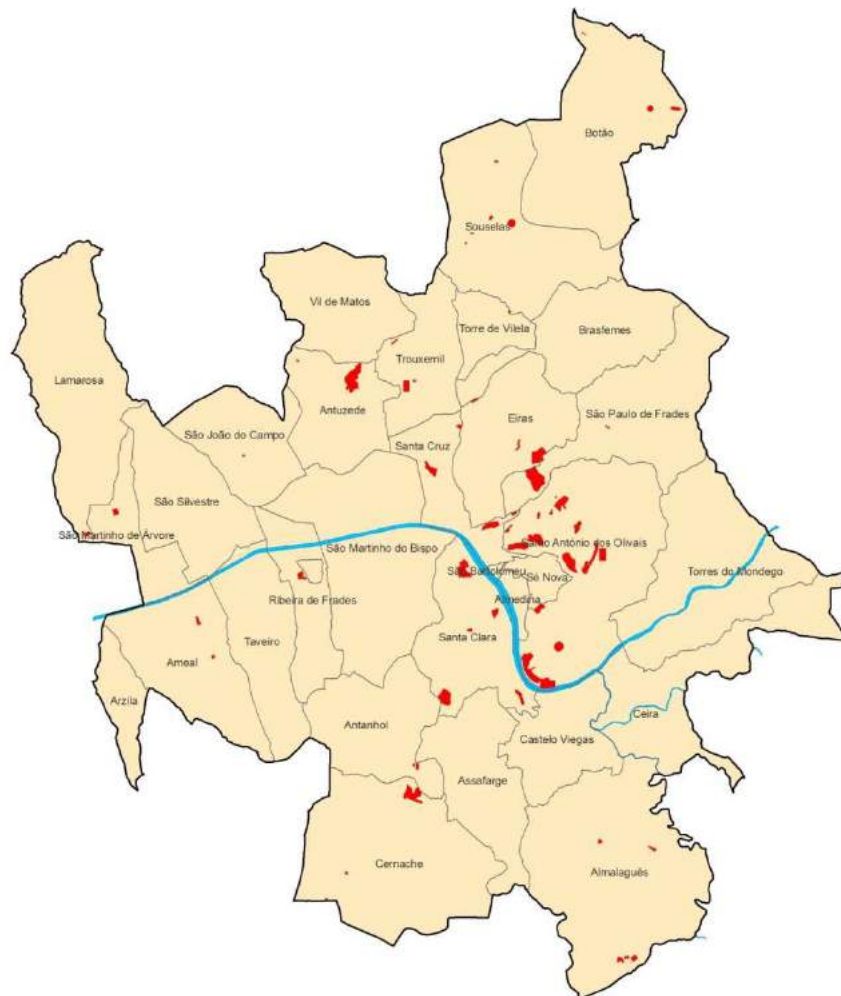 Botão
Souselas
Vil de Matos
Torre de Vilela
Brasfemes
Trouxemil
Lamarosa
Antuzede
Eiras
São Paulo de Frades
São João do Campo
Santa Cruz
São Silvestre
São Martinho de Árvore
São Martinho do Bispo
Santo António dos Olivais
São Bartolomeu
Sé Nova
Torres do Mondego
Ribeira de Frades
Almedina
Santa Clara
Taveiro
Ameal
Arzila
Ceira
Antanhol
Castelo Viegas
Assafarge
Cernache
Almalaguês